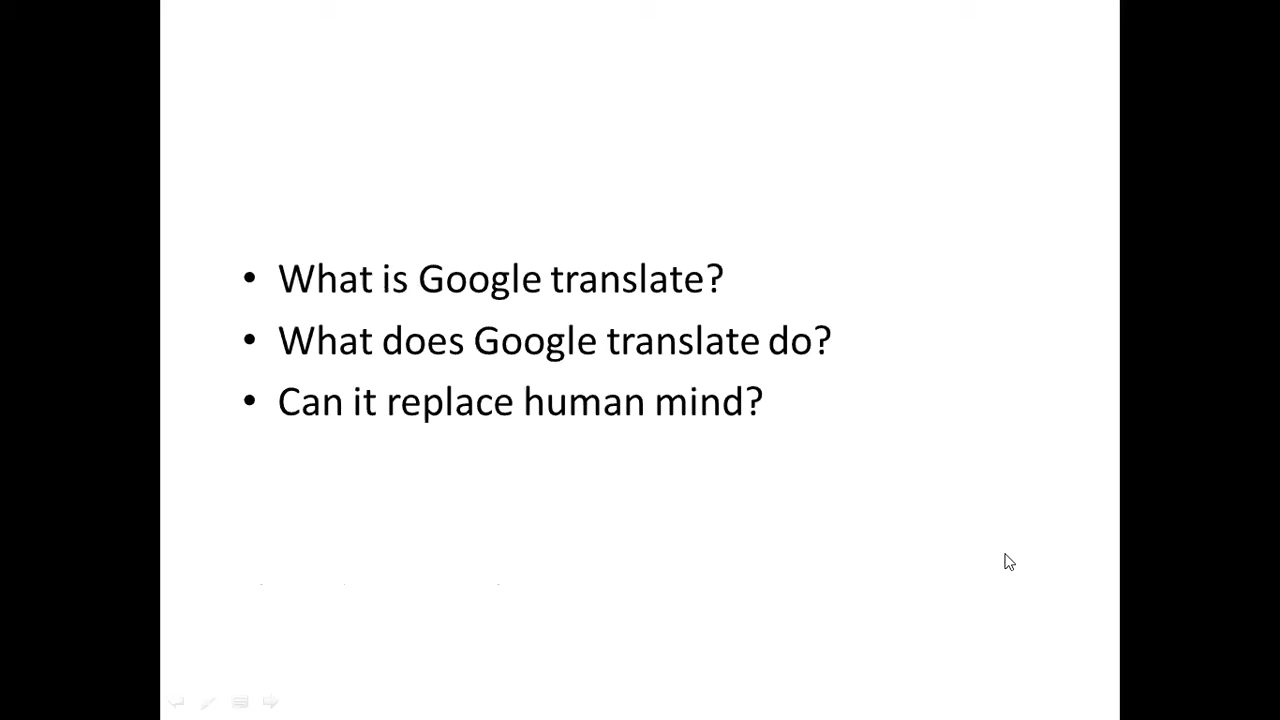 • What is Google translate?
• What does Google translate do?
• Can it replace human mind?